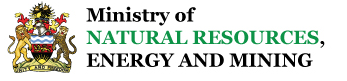 Ministry of
NATURAL RESOURCES,
ENERGY AND MINING